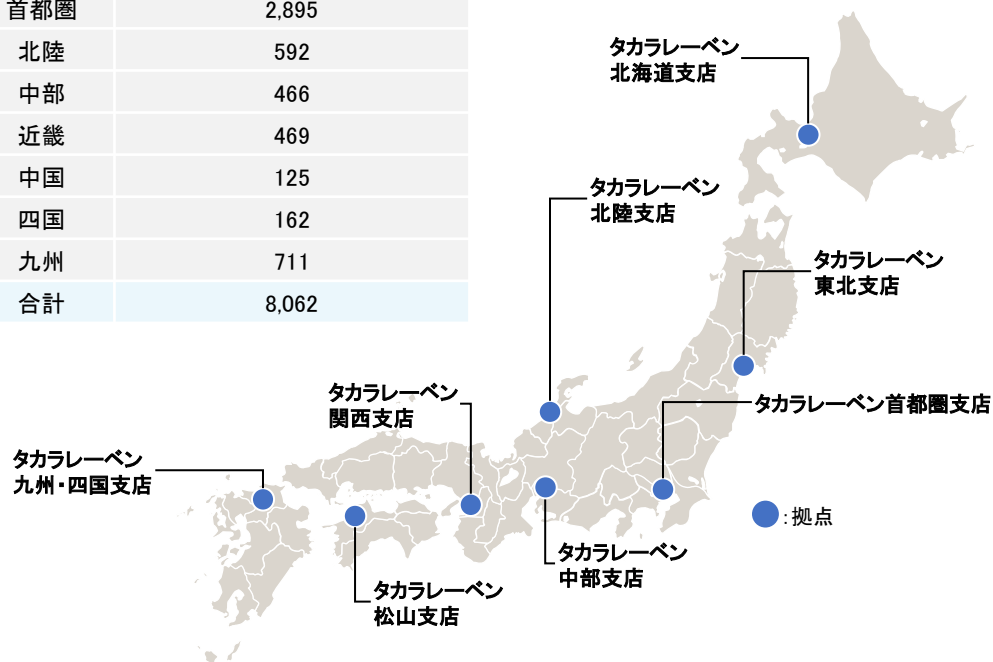 首都圏 2,895
北陸 592
中部 466
近畿 469
中国 125
四国 162
九州 711
合計 8,062
タカラレーベン
北海道支店
タカラレーベン
北陸支店
タカラレーベン
東北支店
タカラレーベン
関西支店
タカラレーベン首都圏支店
タカラレーベン
九州・四国支店
:拠点
タカラレーベン
中部支店
タカラレーベン
松山支店